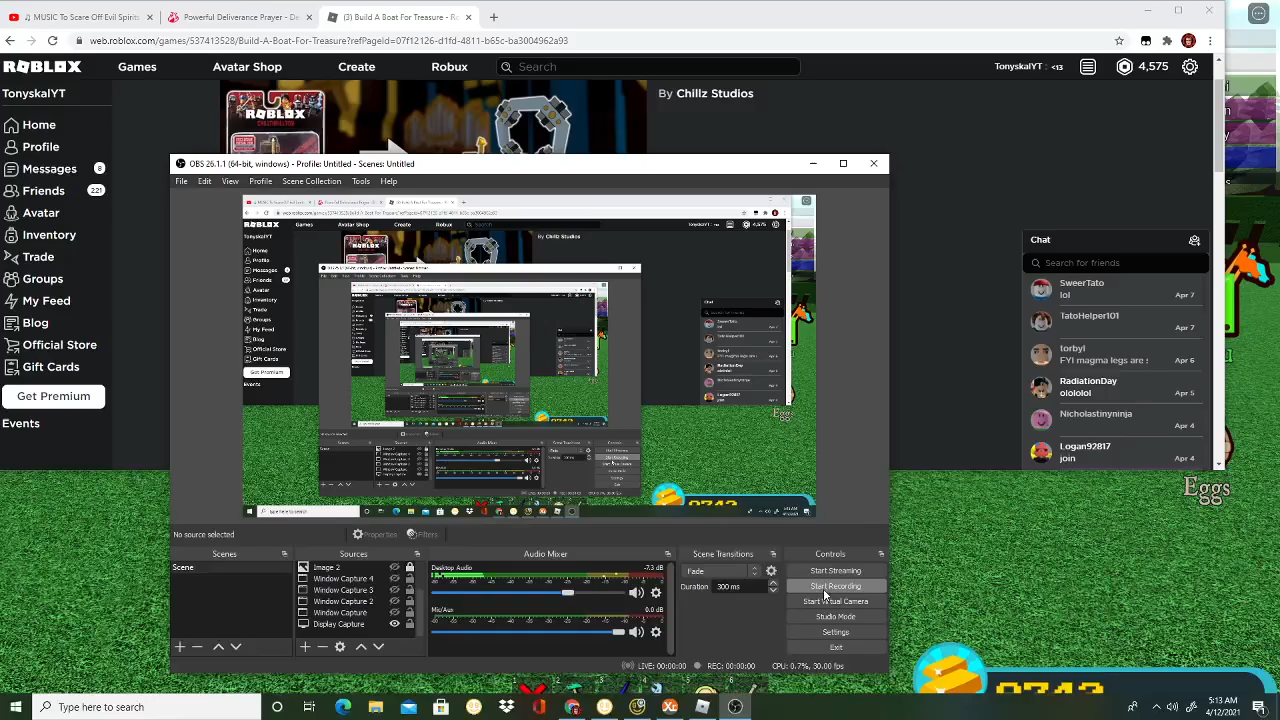 ♫ MUSIC To Scare Off Evil Spirits
Powerful Deliverance Prayer - De
(3) Build A Boat For Treasure - Ro
web.roblox.com/games/537413528/Build-A-Boat-For-Treasure?refPageId=07f12126-d1fd-4811-b65c-ba3004962a93
ROBLOX
Games
Avatar Shop
Create
Robux
Search
TonyskalYT : <13
4,575
TonyskalYT
Home
Profile
Messages
8
Friends
221
Avatar
Inventory
Trade
Groups
My Feed
Blog
Official Store
Gift Cards
Get Premium
Events
ROBLOX
By Chillz Studios
OBS 26.1.1 (64-bit, windows) - Profile: Untitled - Scenes: Untitled
File
Edit
View
Profile
Scene Collection
Tools
Help
No source selected
Properties
Filters
Scenes
Scene
Sources
Image 2
Window Capture 4
Window Capture 3
Window Capture 2
Window Capture
Display Capture
Audio Mixer
Desktop Audio
-7.3 dB
Mic/Aux
0.0 dB
Scene Transitions
Fade
Duration
300 ms
Controls
Start Streaming
Start Recording
Start Virtual Camera
Studio Mode
Settings
Exit
LIVE: 00:00:00
REC: 00:00:00
CPU: 0.7%, 30.00 fps
Chat
Search for friends
SweeTTato
lol
Apr 7
TatoHelper101
Apr 7
torbyl
FYI magma legs are s
Apr 6
RadiationDay
olololol
Apr 5
Nicholastinyninja
Apr 4
Logan9817
join
Apr 4
Eggs
Type here to search
5:13 AM
4/12/2021